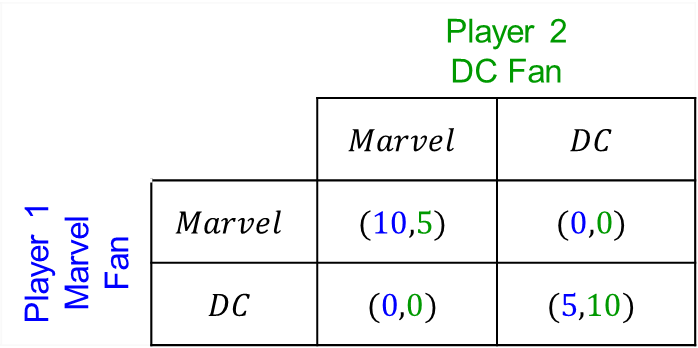 Player 2
DC Fan
Marvel DC
Player 1
Marvel
Fan
Marvel (10,5) (0,0)
DC (0,0) (5,10)